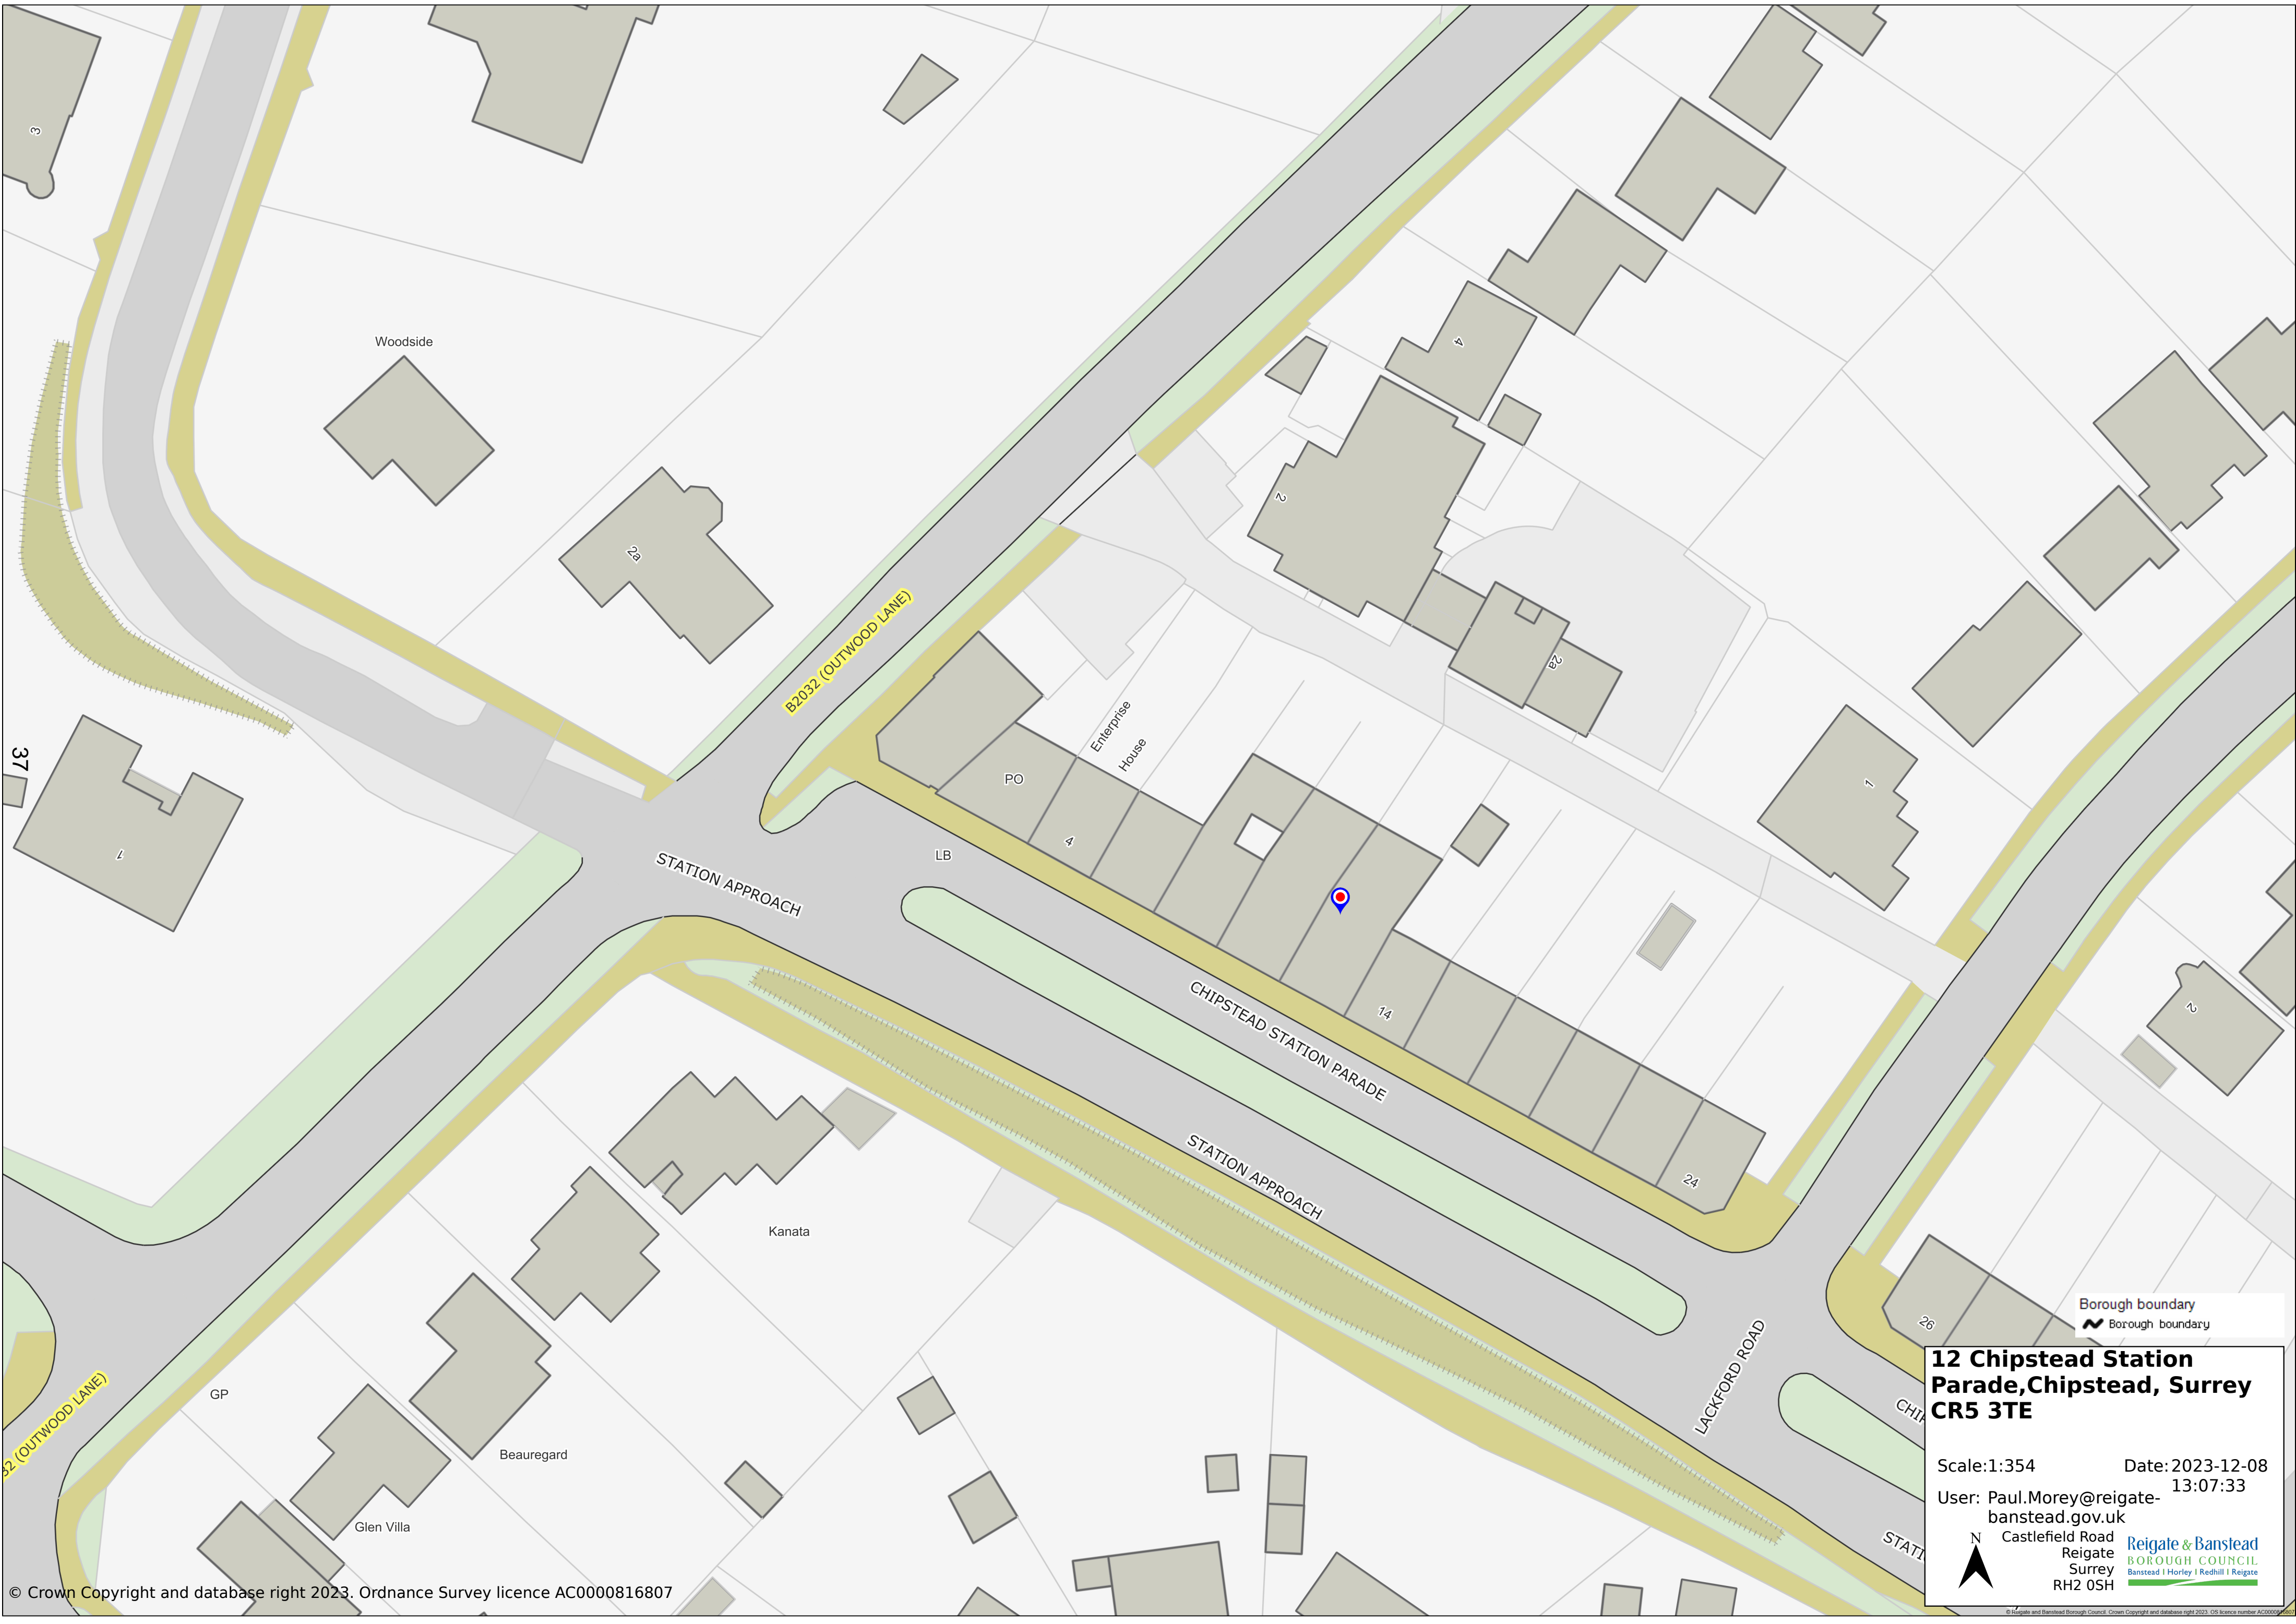 3
Woodside
4
2
2a
B2032 (OUTWOOD LANE)
2a
Enterprise
House
37
PO
1
1
4
LB
STATION APPROACH
14
CHIPSTEAD STATION PARADE
2
STATION APPROACH
24
Kanata
26
LACKFORD ROAD
GP
32 (OUTWOOD LANE)
Beauregard
Glen Villa
CHIP
STATI
Borough boundary
Borough boundary
12 Chipstead Station
Parade,Chipstead, Surrey
CR5 3TE
Scale:1:354
Date:2023-12-08
13:07:33
User: Paul.Morey@reigate-
banstead.gov.uk
N
Castlefield Road
Reigate
Surrey
RH2 0SH
Reigate & Banstead
BOROUGH COUNCIL
Banstead | Horley | Redhill | Reigate
© Crown Copyright and database right 2023. Ordnance Survey licence AC0000816807